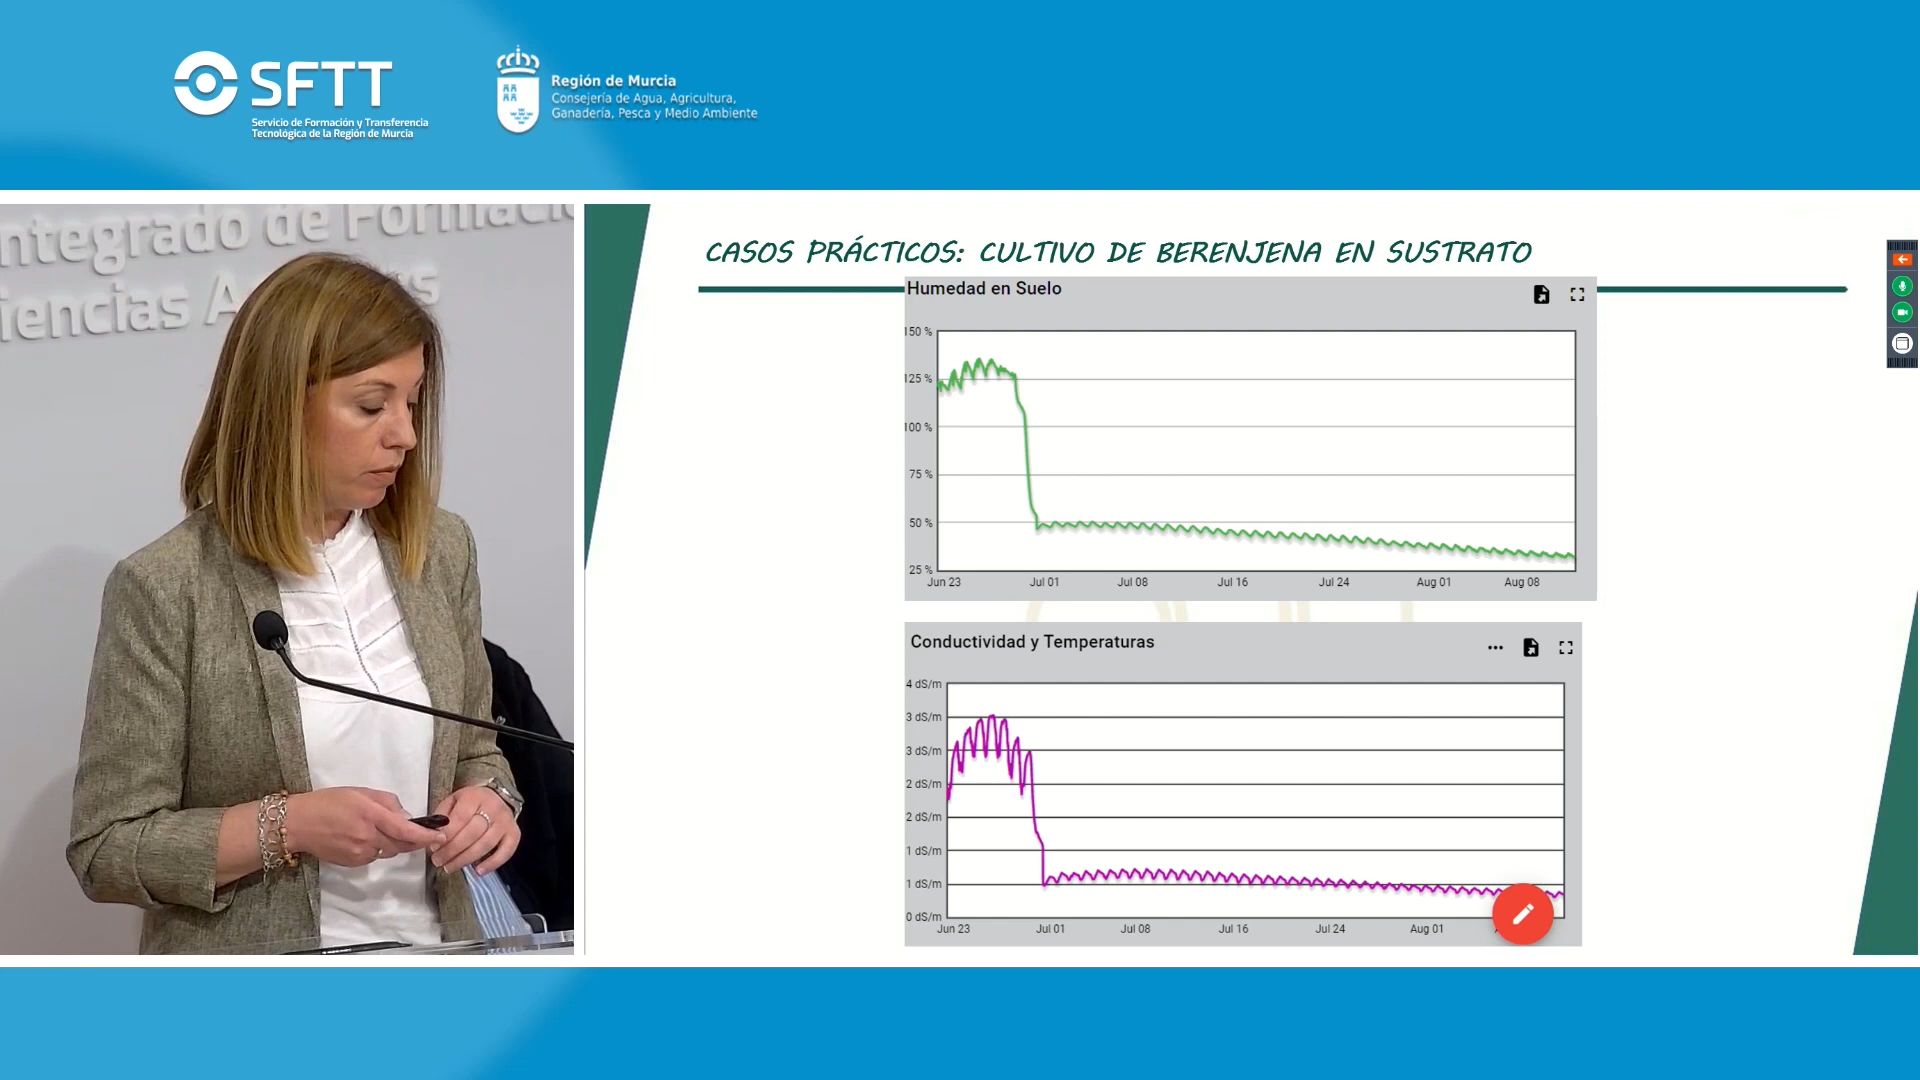 SFTT
Servicio de Formación y Transferencia
Tecnológica de la Región de Murcia
Región de Murcia
Consejería de Agua, Agricultura,
Ganadería, Pesca y Medio Ambiente
ntegrado de Formació
iencias A
CASOS PRÁCTICOS: CULTIVO DE BERENJENA EN SUSTRATO
Humedad en Suelo
150 %
125 %
100 %
75 %
50 %
25 %
Jun 23 Jul 01 Jul 08 Jul 16 Jul 24 Aug 01 Aug 08
Conductividad y Temperaturas
4 dS/m
3 dS/m
3 dS/m
2 dS/m
2 dS/m
1 dS/m
1 dS/m
0 dS/m
Jun 23 Jul 01 Jul 08 Jul 16 Jul 24 Aug 01